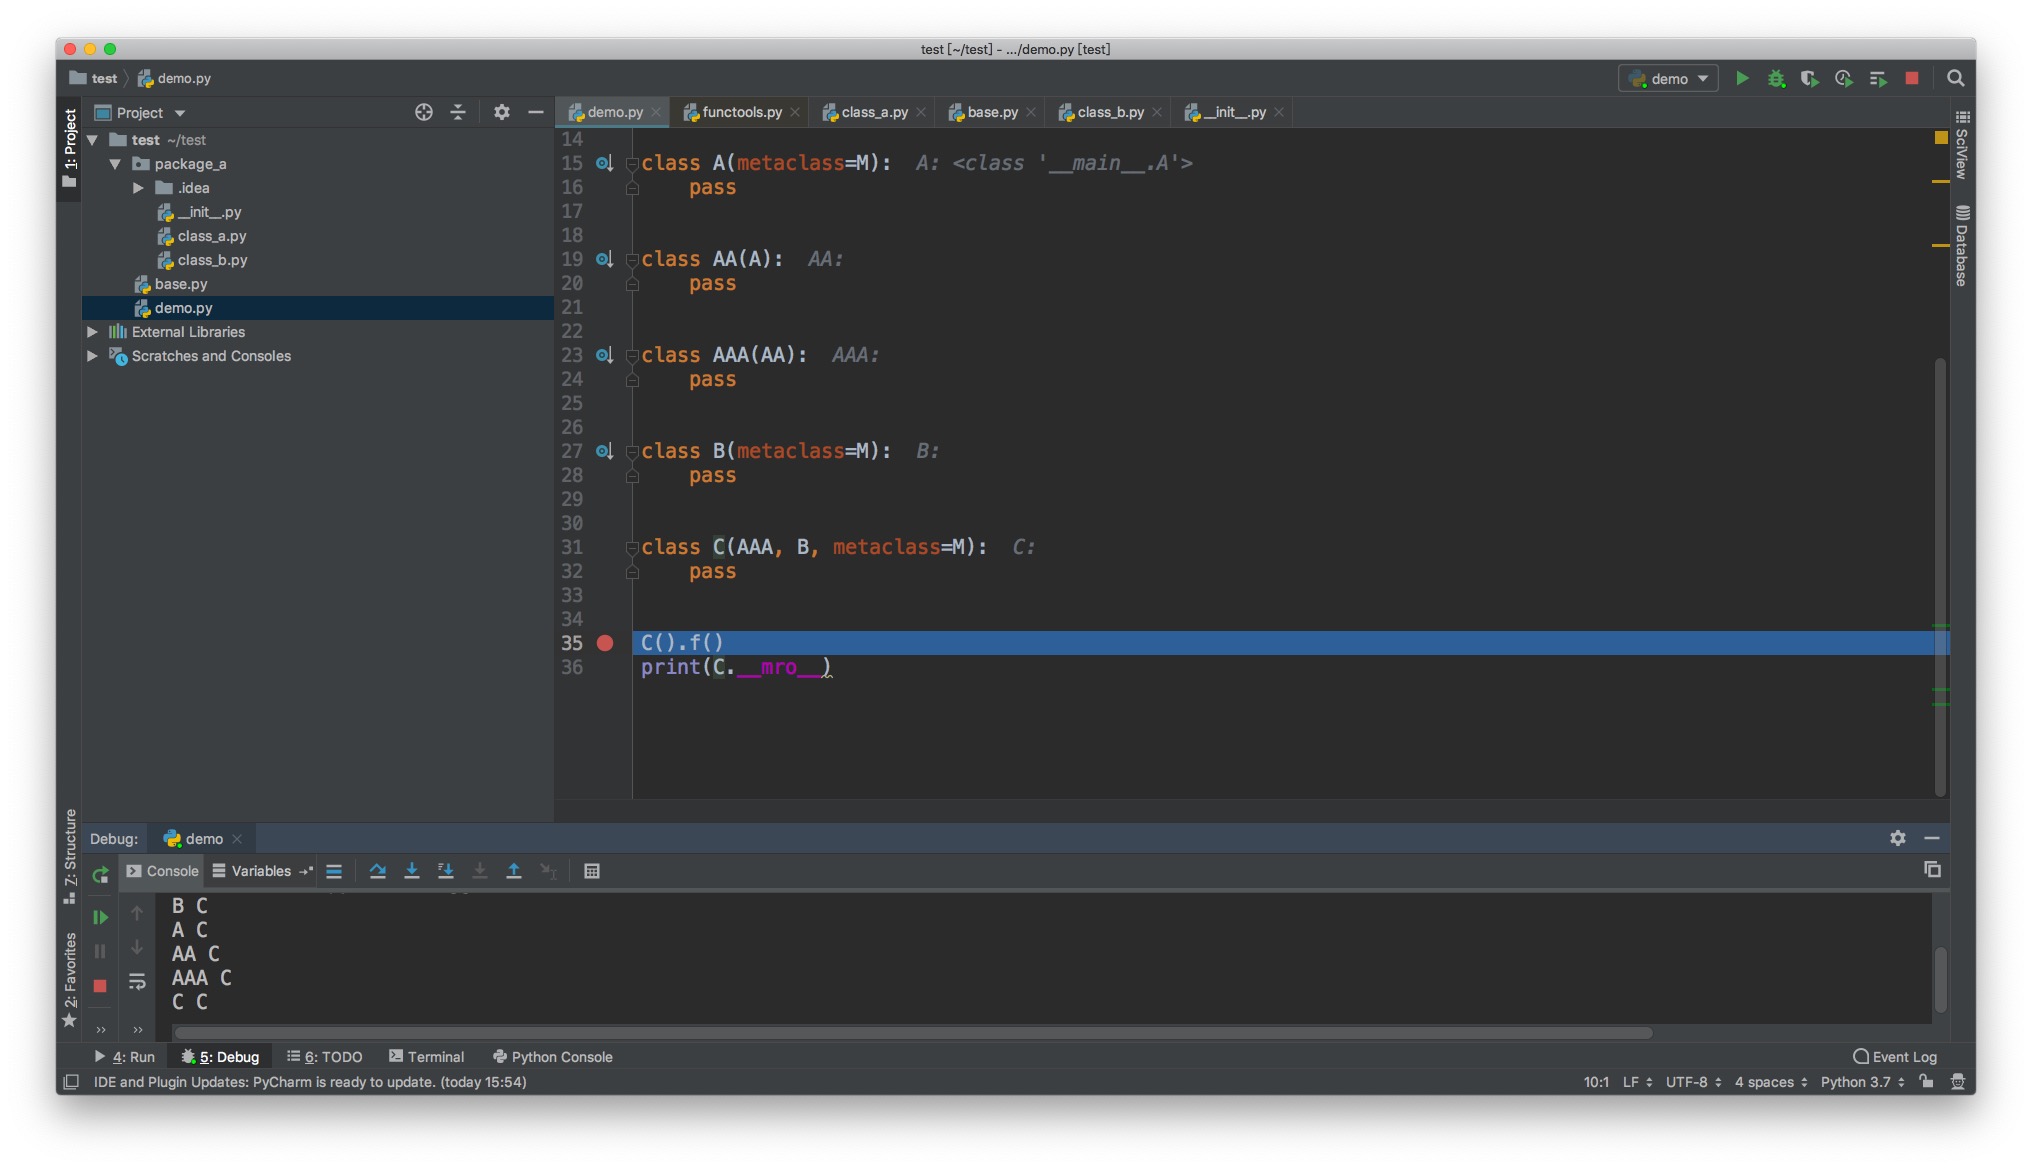 test [~/test] - .../demo.py [test]
test demo.py
demo
1: Project
Project
test ~/test
package_a
.idea
__init__.py
class_a.py
class_b.py
base.py
demo.py
External Libraries
Scratches and Consoles
demo.py functools.py class_a.py base.py class_b.py __init__.py
14
15 class A(metaclass=M): A: <class '__main__.A'>
16 pass
17
18
19 class AA(A): AA:
20 pass
21
22
23 class AAA(AA): AAA:
24 pass
25
26
27 class B(metaclass=M): B:
28 pass
29
30
31 class C(AAA, B, metaclass=M): C:
32 pass
33
34
35 C().f()
36 print(C.__mro__)
SciView
Database
7: Structure
2: Favorites
Debug: demo
Console Variables
B C
A C
AA C
AAA C
C C
4: Run 5: Debug 6: TODO Terminal Python Console Event Log
IDE and Plugin Updates: PyCharm is ready to update. (today 15:54) 10:1 LF UTF-8 4 spaces Python 3.7